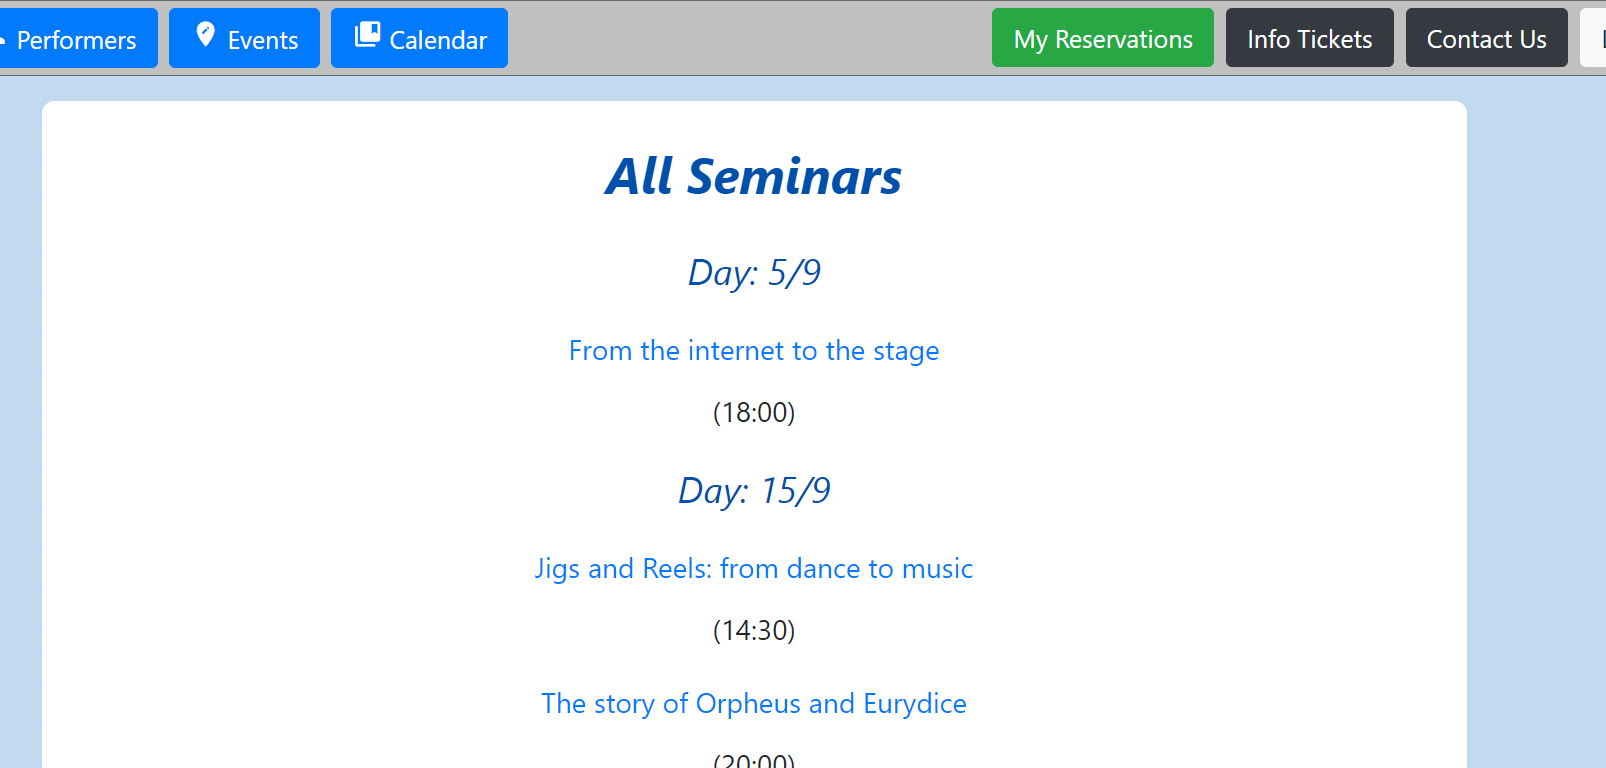 Performers Events Calendar My Reservations Info Tickets Contact Us
All Seminars
Day: 5/9
From the internet to the stage
(18:00)
Day: 15/9
Jigs and Reels: from dance to music
(14:30)
The story of Orpheus and Eurydice
(20:00)